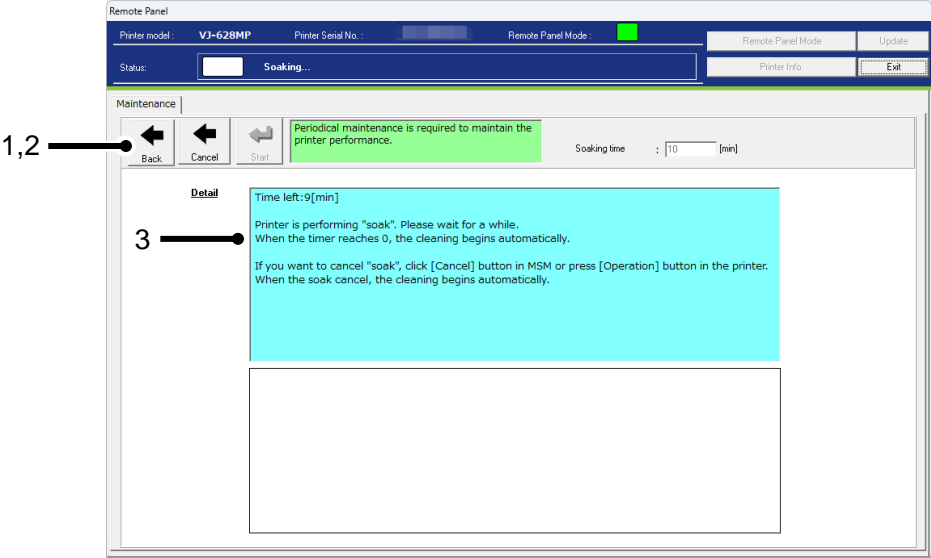 Remote Panel
Printer model : VJ-628MP Printer Serial No. : Remote Panel Mode : Remote Panel Mode Update
Status: Soaking... Printer Info. Exit
Maintenance
1,2
Back Cancel Start
Periodical maintenance is required to maintain the
printer performance.
Soaking time : 10 [min]
Detail
3
Time left:9[min]
Printer is performing "soak". Please wait for a while.
When the timer reaches 0, the cleaning begins automatically.
If you want to cancel "soak", click [Cancel] button in MSM or press [Operation] button in the printer.
When the soak cancel, the cleaning begins automatically.